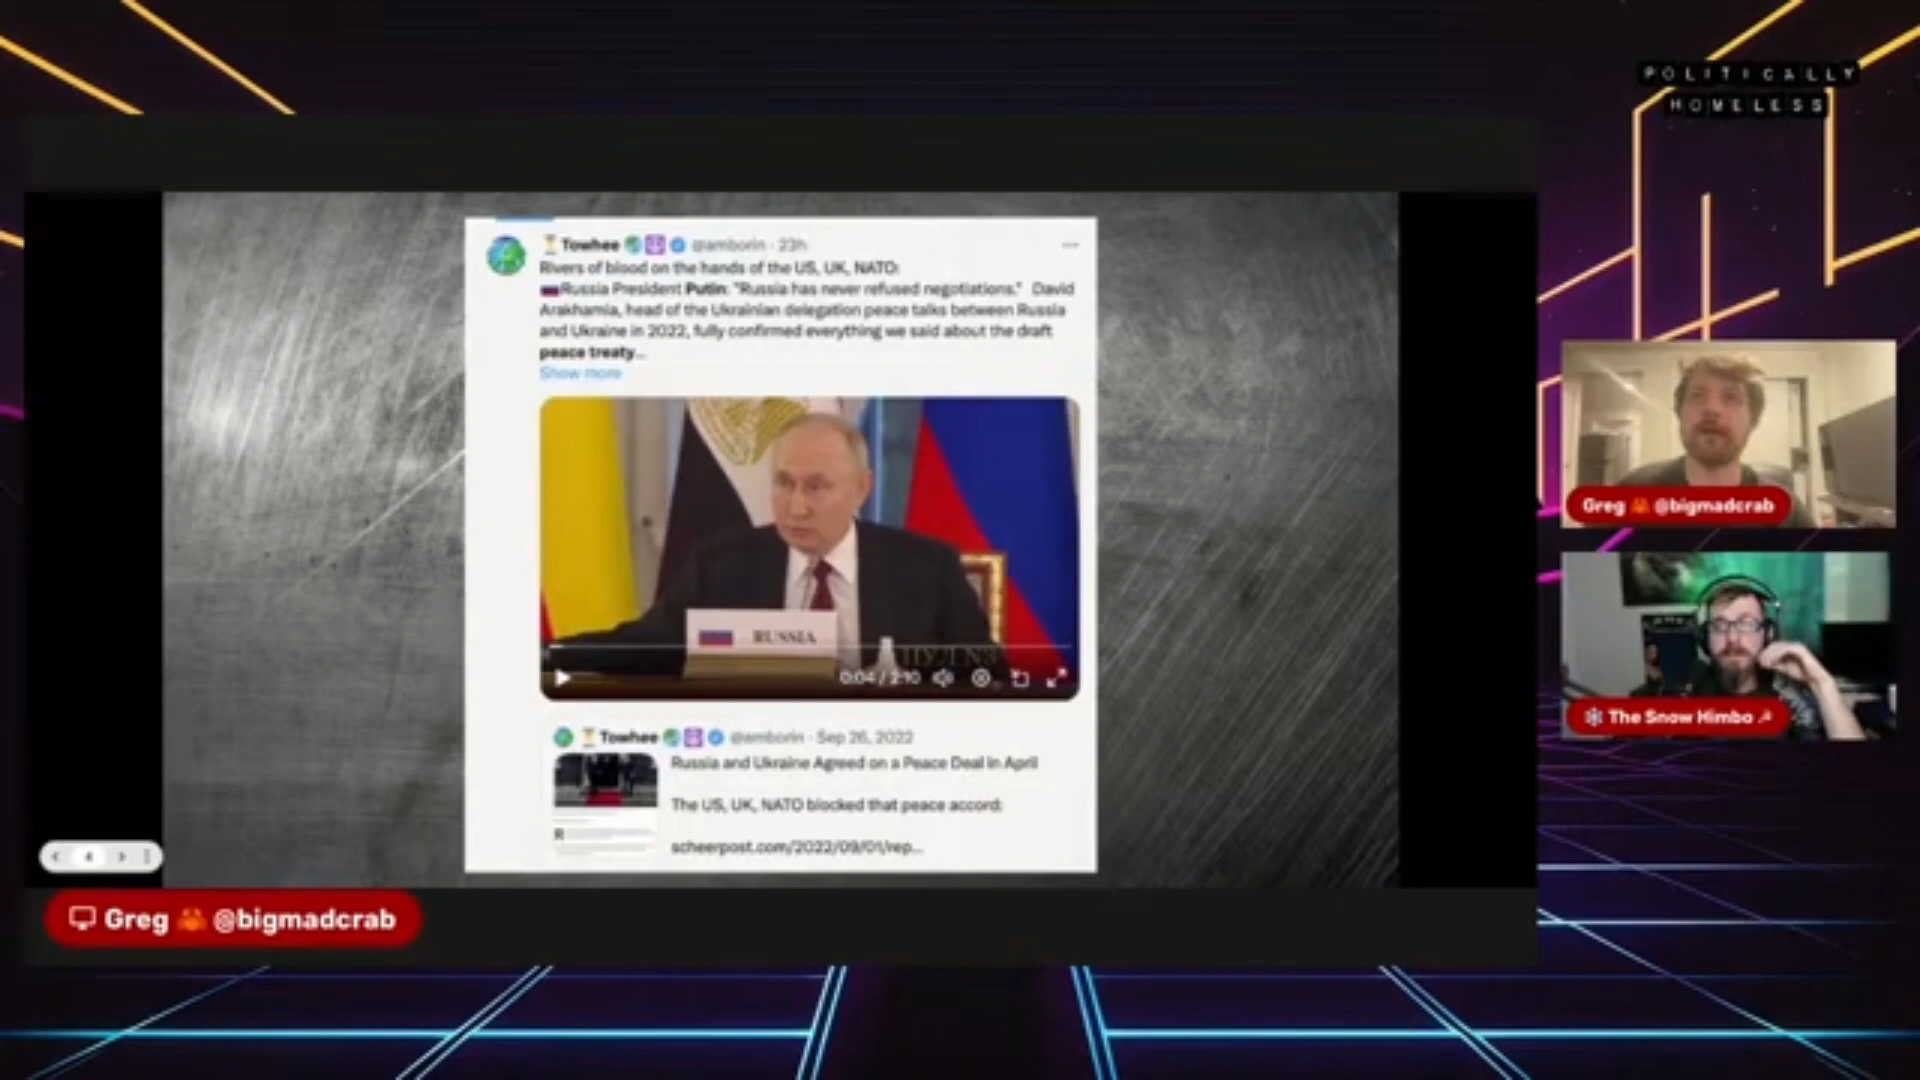 POLITICALLY
HOMELESS
Towhee @amborin · 23h
Rivers of blood on the hands of the US, UK, NATO:
Russia President Putin: "Russia has never refused negotiations." David
Arakhamia, head of the Ukrainian delegation peace talks between Russia
and Ukraine in 2022, fully confirmed everything we said about the draft
peace treaty...
Show more
RUSSIA
0:04 / 2:10
Towhee @amborin · Sep 26, 2022
Russia and Ukraine Agreed on a Peace Deal in April
The US, UK, NATO blocked that peace accord:
scheerpost.com/2022/09/01/rep...
R
4
Greg @bigmadcrab
Greg @bigmadcrab
The Snow Himbo